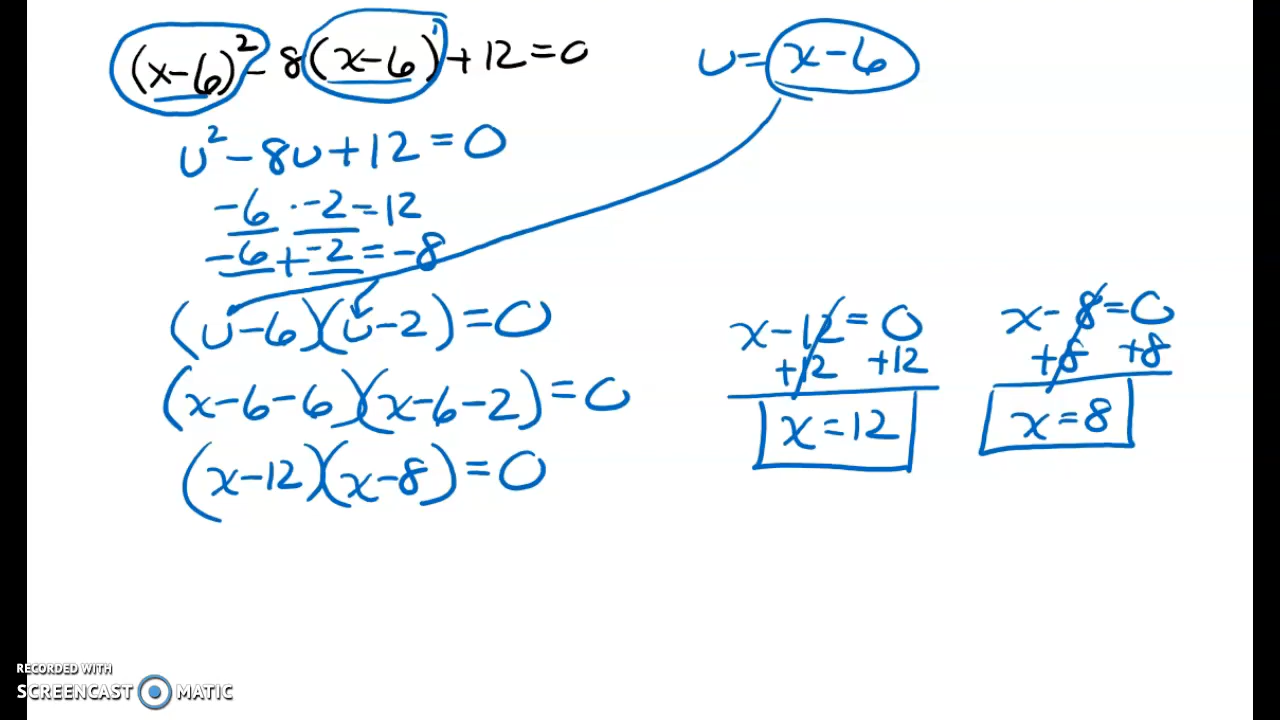 (x-6)² - 8(x-6)¹ + 12 = 0
u = x-6
u² - 8u + 12 = 0
-6 · -2 = 12
-6 + -2 = -8
(u-6)(u-2) = 0
(x-6-6)(x-6-2) = 0
(x-12)(x-8) = 0
x-12 = 0
+12 +12
x = 12
x-8 = 0
+8 +8
x = 8
RECORDED WITH
SCREENCAST MATIC